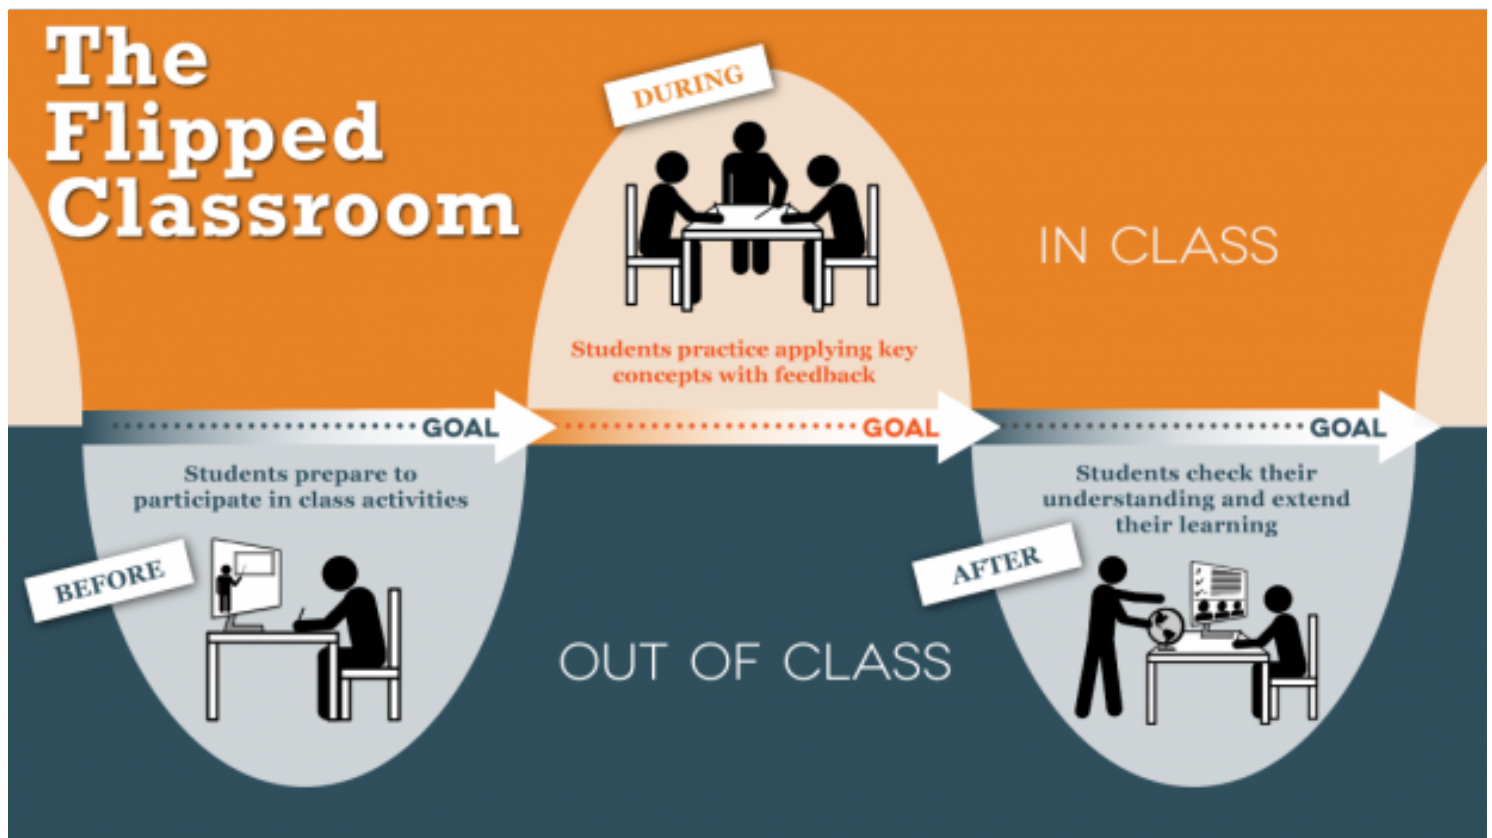 The
Flipped
Classroom
DURING
IN CLASS
Students practice applying key
concepts with feedback
GOAL
GOAL
GOAL
Students prepare to
participate in class activities
BEFORE
OUT OF CLASS
Students check their
understanding and extend
their learning
AFTER